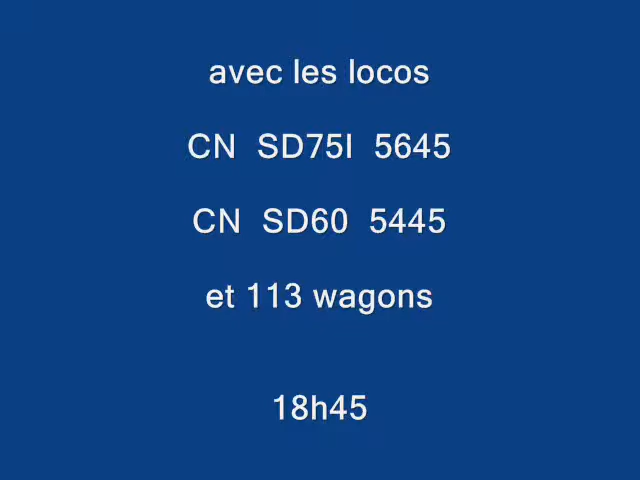 avec les locos
CN SD75I 5645
CN SD60 5445
et 113 wagons
18h45